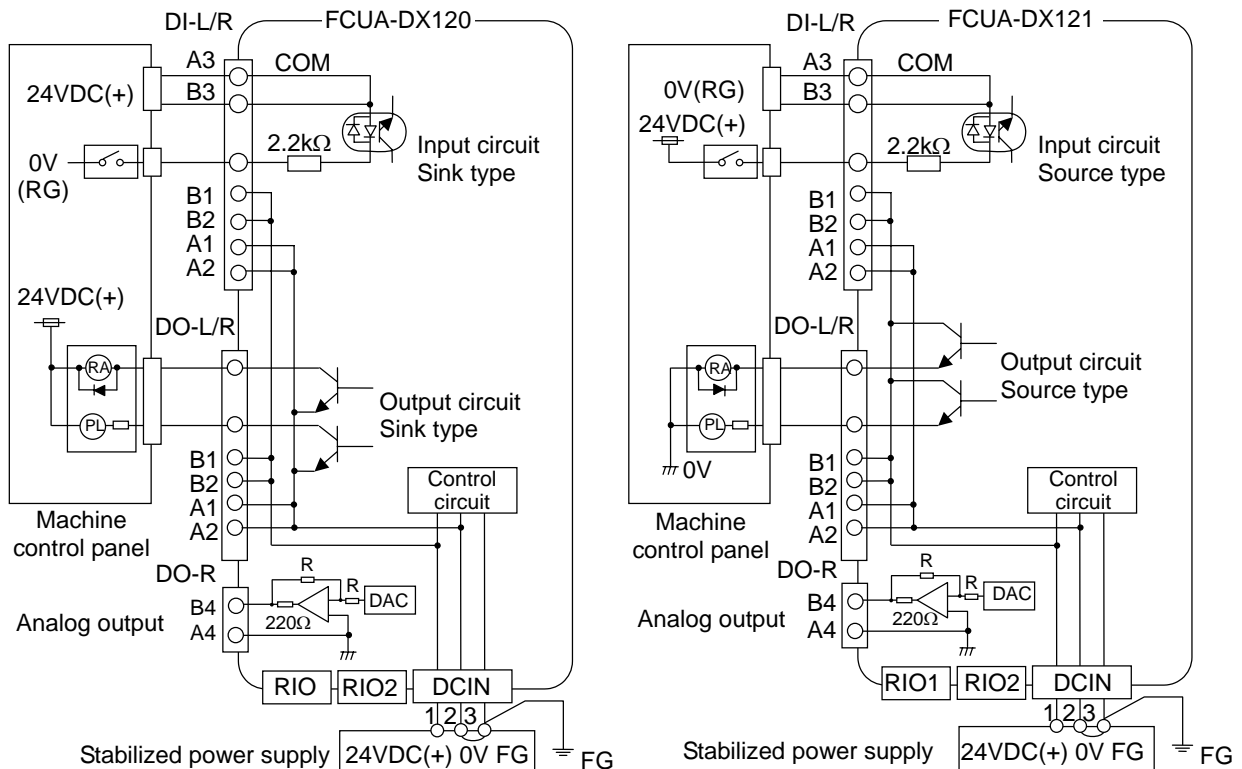 DI-L/R
FCUA-DX120
A3
COM
24VDC(+)
B3
2.2kΩ
Input circuit
Sink type
0V
(RG)
B1
B2
A1
A2
24VDC(+)
DO-L/R
RA
PL
Output circuit
Sink type
B1
B2
A1
A2
Control
circuit
Machine
control panel
DO-R
R
R
DAC
B4
220Ω
A4
Analog output
RIO
RIO2
DCIN
1 2 3
Stabilized power supply
24VDC(+) 0V FG
FG
DI-L/R
FCUA-DX121
A3
COM
0V(RG)
B3
24VDC(+)
2.2kΩ
Input circuit
Source type
B1
B2
A1
A2
DO-L/R
RA
PL
Output circuit
Source type
0V
B1
B2
A1
A2
Control
circuit
Machine
control panel
DO-R
R
R
DAC
B4
220Ω
A4
Analog output
RIO1
RIO2
DCIN
1 2 3
Stabilized power supply
24VDC(+) 0V FG
FG